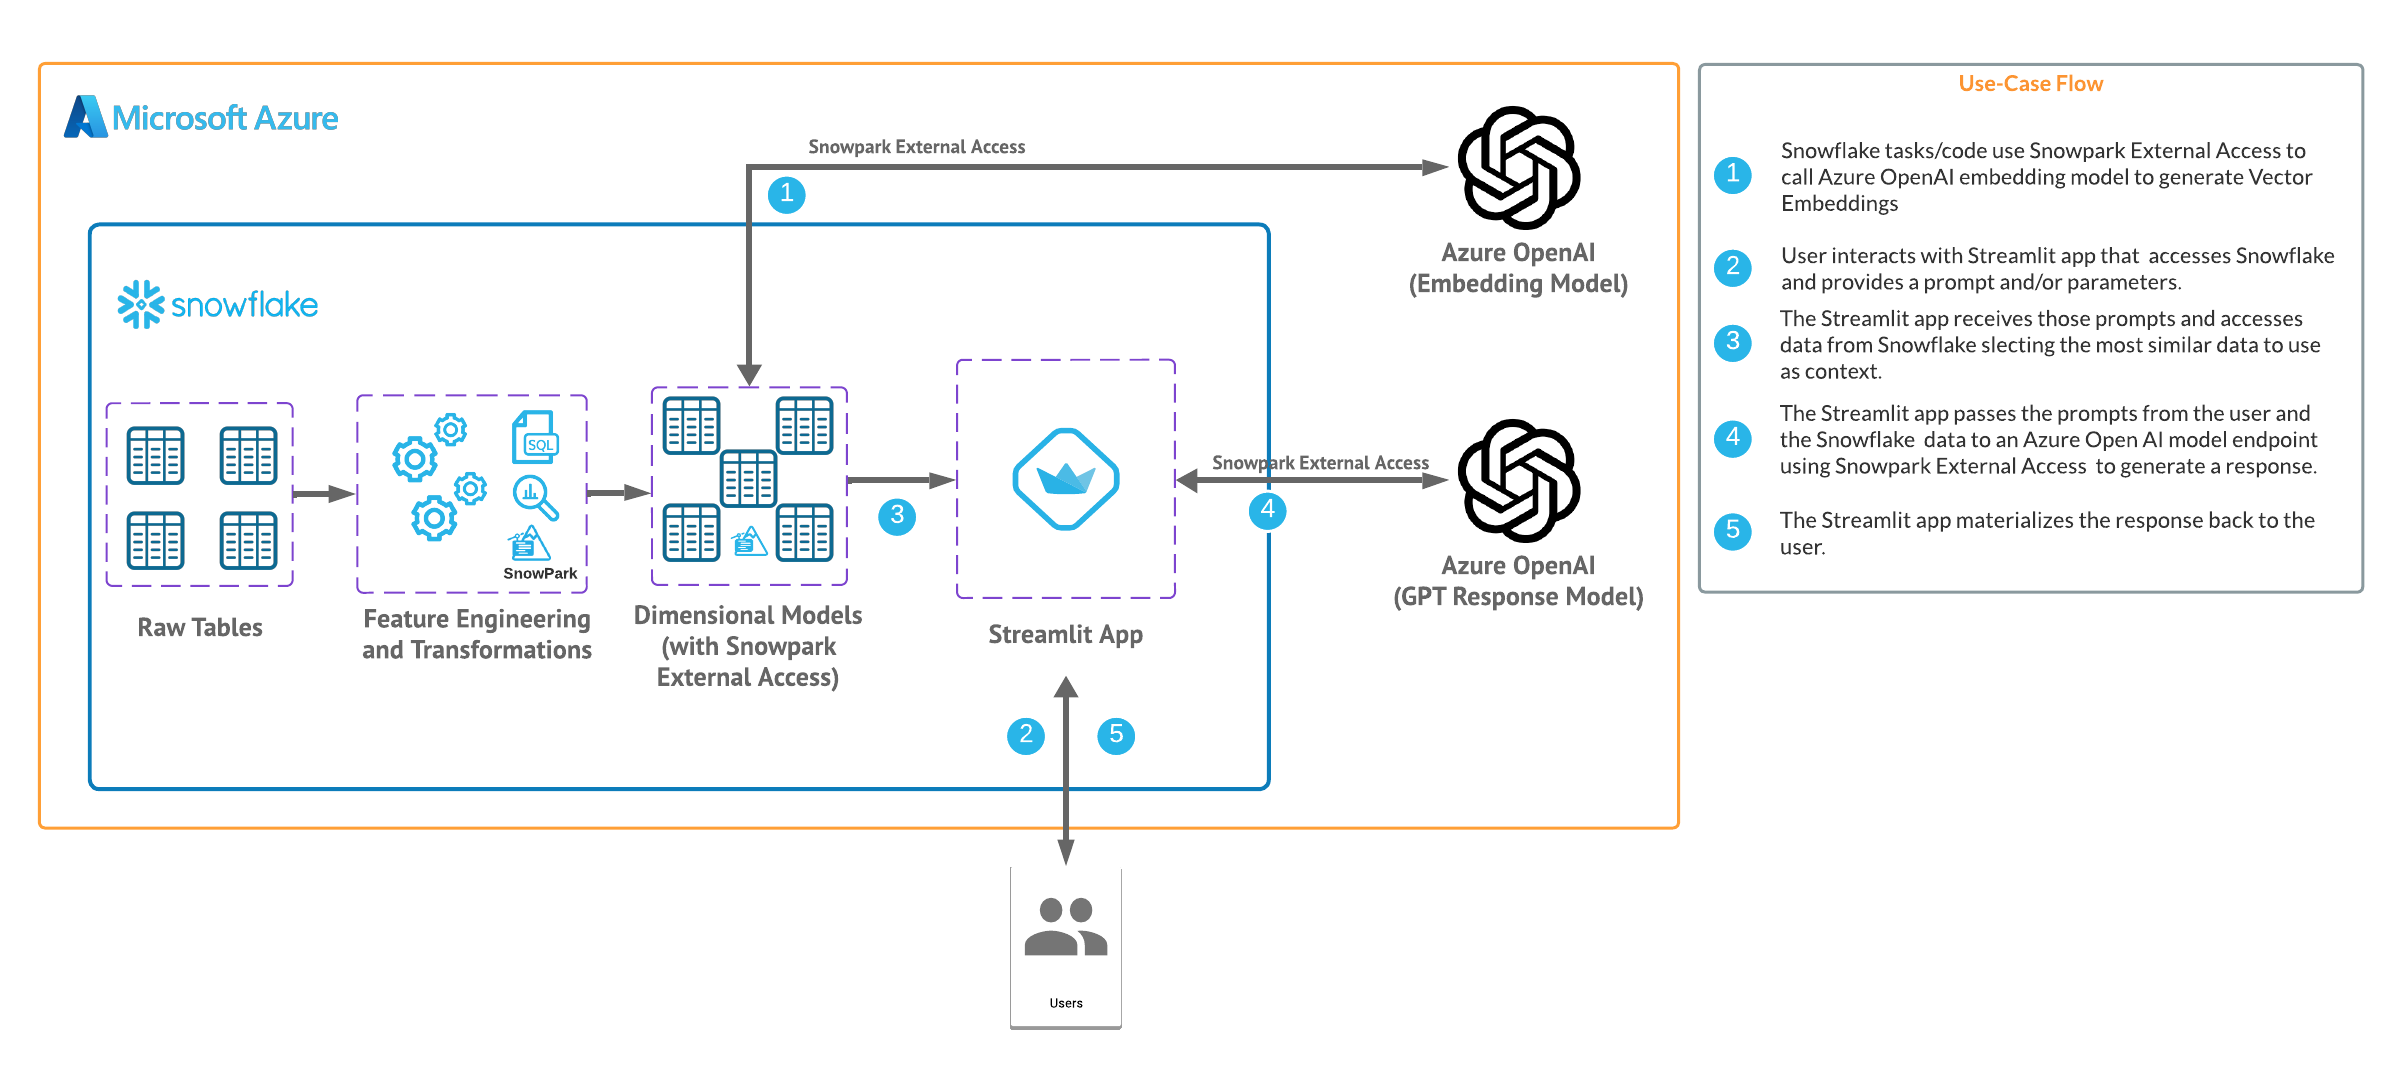 Microsoft Azure
Snowpark External Access
1
Azure OpenAI
(Embedding Model)
snowflake
SQL
SnowPark
Raw Tables
Feature Engineering
and Transformations
Dimensional Models
(with Snowpark
External Access)
3
Streamlit App
Snowpark External Access
4
Azure OpenAI
(GPT Response Model)
2
5
Users
Use-Case Flow
1
Snowflake tasks/code use Snowpark External Access to
call Azure OpenAI embedding model to generate Vector
Embeddings
2
User interacts with Streamlit app that accesses Snowflake
and provides a prompt and/or parameters.
3
The Streamlit app receives those prompts and accesses
data from Snowflake slecting the most similar data to use
as context.
4
The Streamlit app passes the prompts from the user and
the Snowflake data to an Azure Open AI model endpoint
using Snowpark External Access to generate a response.
5
The Streamlit app materializes the response back to the
user.